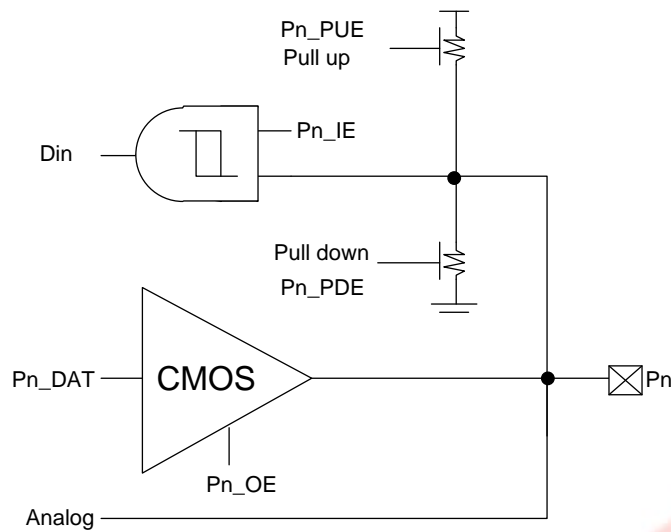 Pn_PUE
Pull up
Pn_IE
Din
Pull down
Pn_PDE
Pn_DAT
CMOS
Pn
Pn_OE
Analog